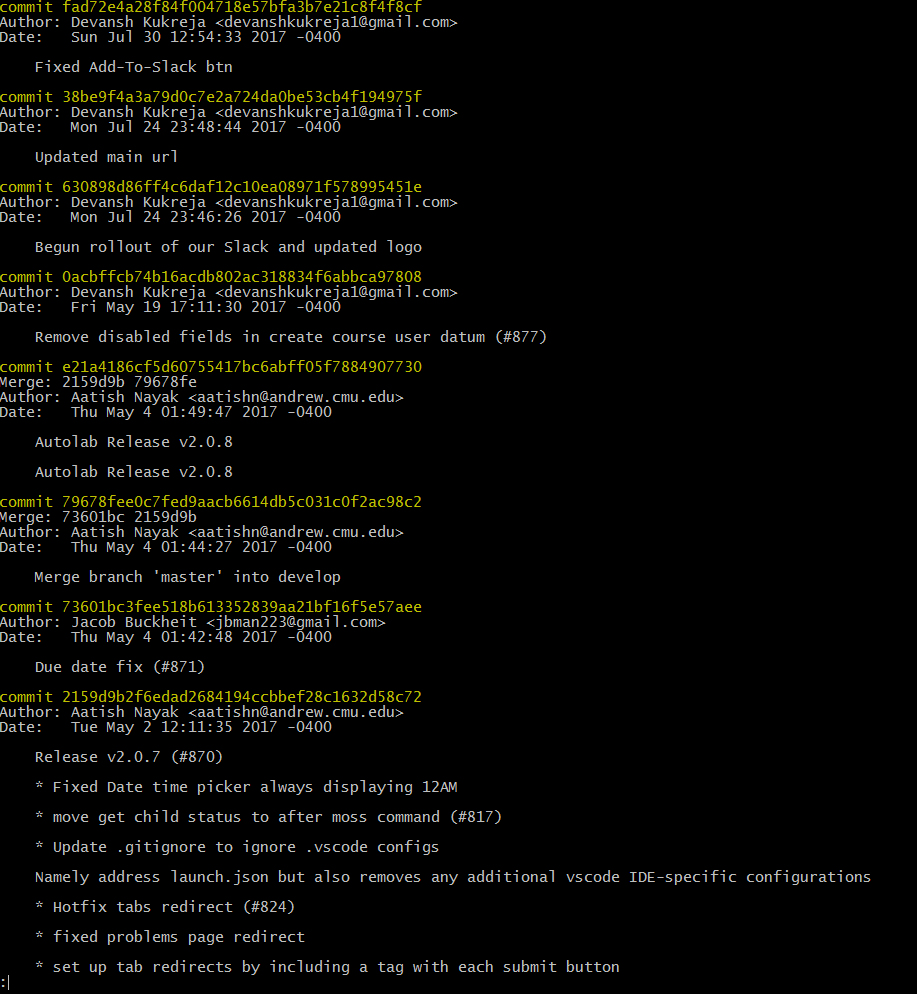 commit fad72e4a28f84f004718e57bfa3b7e21c8f4f8cf
Author: Devansh Kukreja <devanshkukreja1@gmail.com>
Date:   Sun Jul 30 12:54:33 2017 -0400
Fixed Add-To-Slack btn
commit 38be9f4a3a79d0c7e2a724da0be53cb4f194975f
Author: Devansh Kukreja <devanshkukreja1@gmail.com>
Date:   Mon Jul 24 23:48:44 2017 -0400
Updated main url
commit 630898d86ff4c6daf12c10ea08971f578995451e
Author: Devansh Kukreja <devanshkukreja1@gmail.com>
Date:   Mon Jul 24 23:46:26 2017 -0400
Begun rollout of our Slack and updated logo
commit 0acbffcb74b16acdb802ac318834f6abbca97808
Author: Devansh Kukreja <devanshkukreja1@gmail.com>
Date:   Fri May 19 17:11:30 2017 -0400
Remove disabled fields in create course user datum (#877)
commit e21a4186cf5d60755417bc6abff05f7884907730
Merge: 2159d9b 79678fe
Author: Aatish Nayak <aatishn@andrew.cmu.edu>
Date:   Thu May 4 01:49:47 2017 -0400
Autolab Release v2.0.8
Autolab Release v2.0.8
commit 79678fee0c7fed9aacb6614db5c031c0f2ac98c2
Merge: 73601bc 2159d9b
Author: Aatish Nayak <aatishn@andrew.cmu.edu>
Date:   Thu May 4 01:44:27 2017 -0400
Merge branch 'master' into develop
commit 73601bc3fee518b613352839aa21bf16f5e57aee
Author: Jacob Buckheit <jbman223@gmail.com>
Date:   Thu May 4 01:42:48 2017 -0400
Due date fix (#871)
commit 2159d9b2f6edad2684194ccbbef28c1632d58c72
Author: Aatish Nayak <aatishn@andrew.cmu.edu>
Date:   Tue May 2 12:11:35 2017 -0400
Release v2.0.7 (#870)
* Fixed Date time picker always displaying 12AM
* move get child status to after moss command (#817)
* Update .gitignore to ignore .vscode configs
Namely address launch.json but also removes any additional vscode IDE-specific configurations
* Hotfix tabs redirect (#824)
* fixed problems page redirect
* set up tab redirects by including a tag with each submit button
: